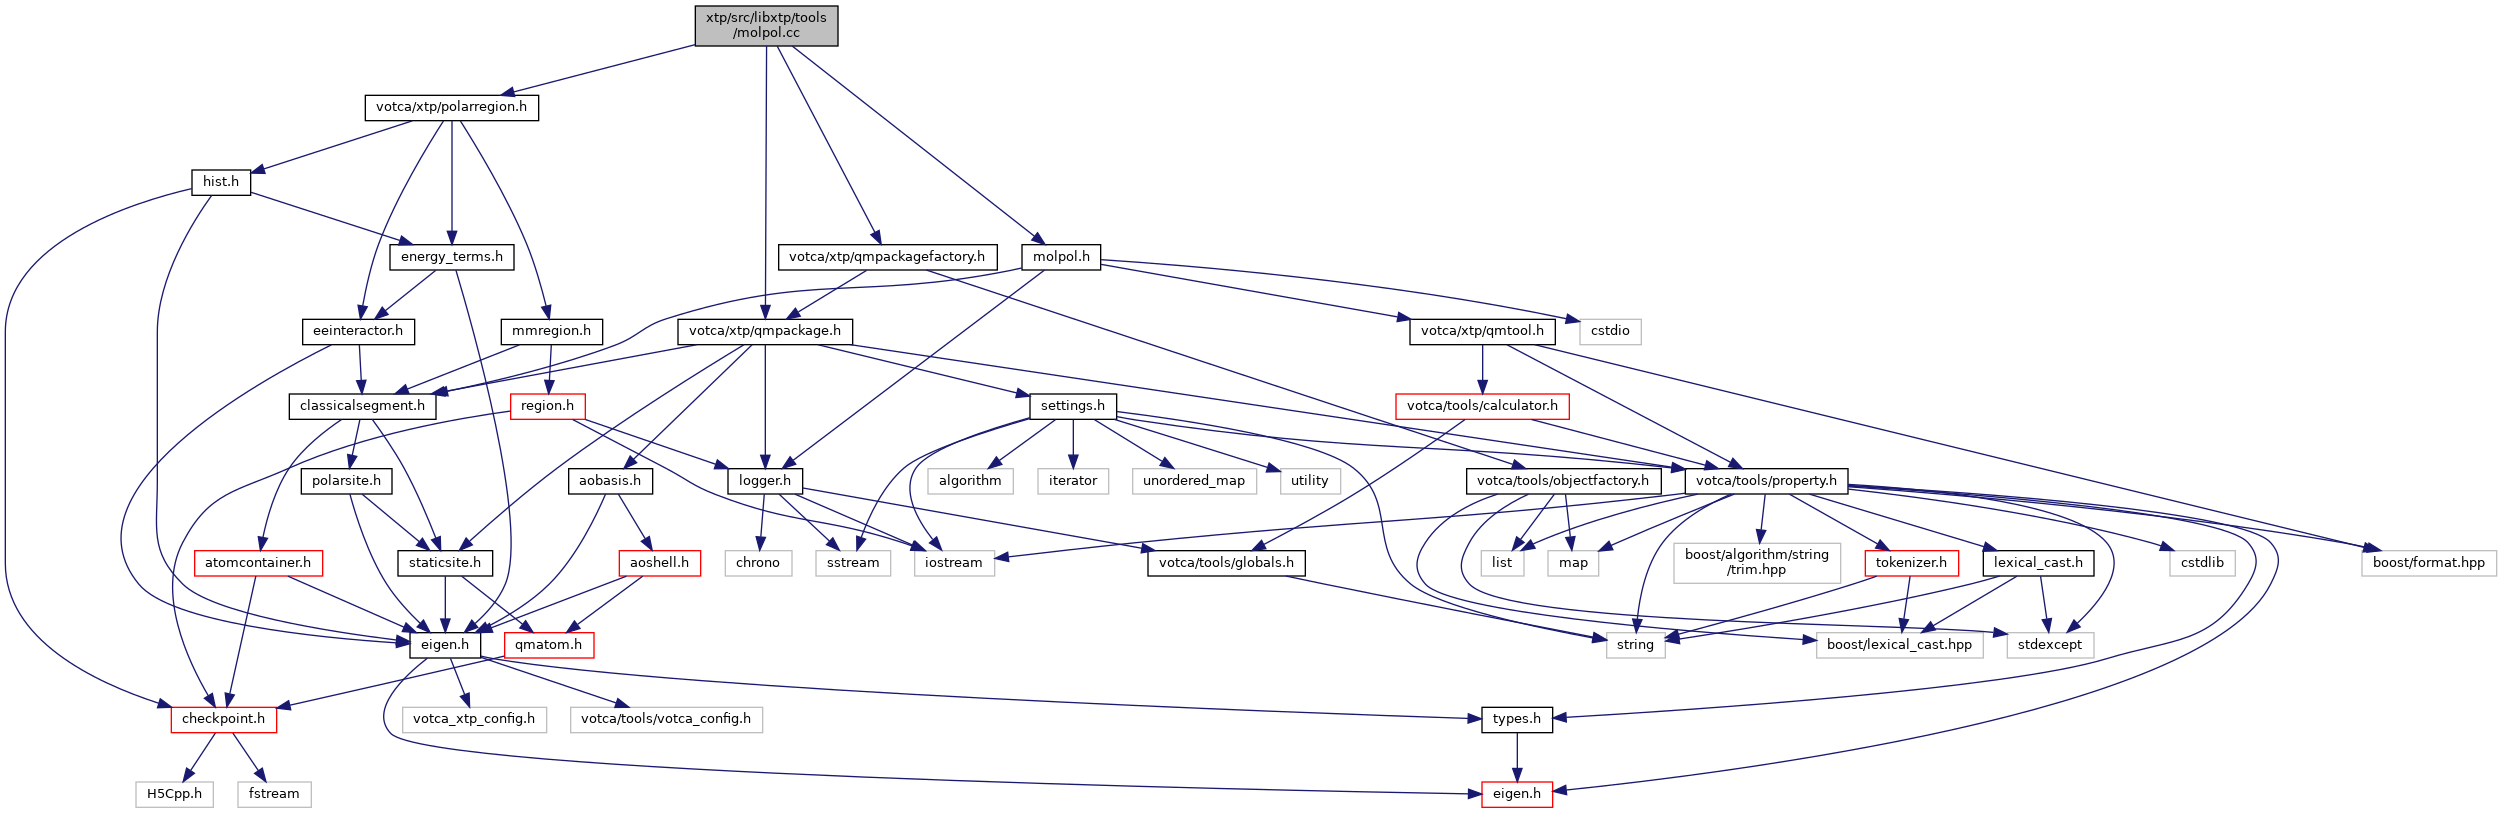 xtp/src/libxtp/tools
/molpol.cc
votca/xtp/polarregion.h
hist.h
energy_terms.h
votca/xtp/qmpackagefactory.h
molpol.h
eeinteractor.h
mmregion.h
votca/xtp/qmpackage.h
votca/xtp/qmtool.h
cstdio
classicalsegment.h
region.h
settings.h
votca/tools/calculator.h
polarsite.h
aobasis.h
logger.h
algorithm
iterator
unordered_map
utility
votca/tools/objectfactory.h
votca/tools/property.h
atomcontainer.h
staticsite.h
aoshell.h
chrono
sstream
iostream
votca/tools/globals.h
list
map
boost/algorithm/string
/trim.hpp
tokenizer.h
lexical_cast.h
cstdlib
boost/format.hpp
eigen.h
qmatom.h
string
boost/lexical_cast.hpp
stdexcept
checkpoint.h
votca_xtp_config.h
votca/tools/votca_config.h
types.h
H5Cpp.h
fstream
eigen.h